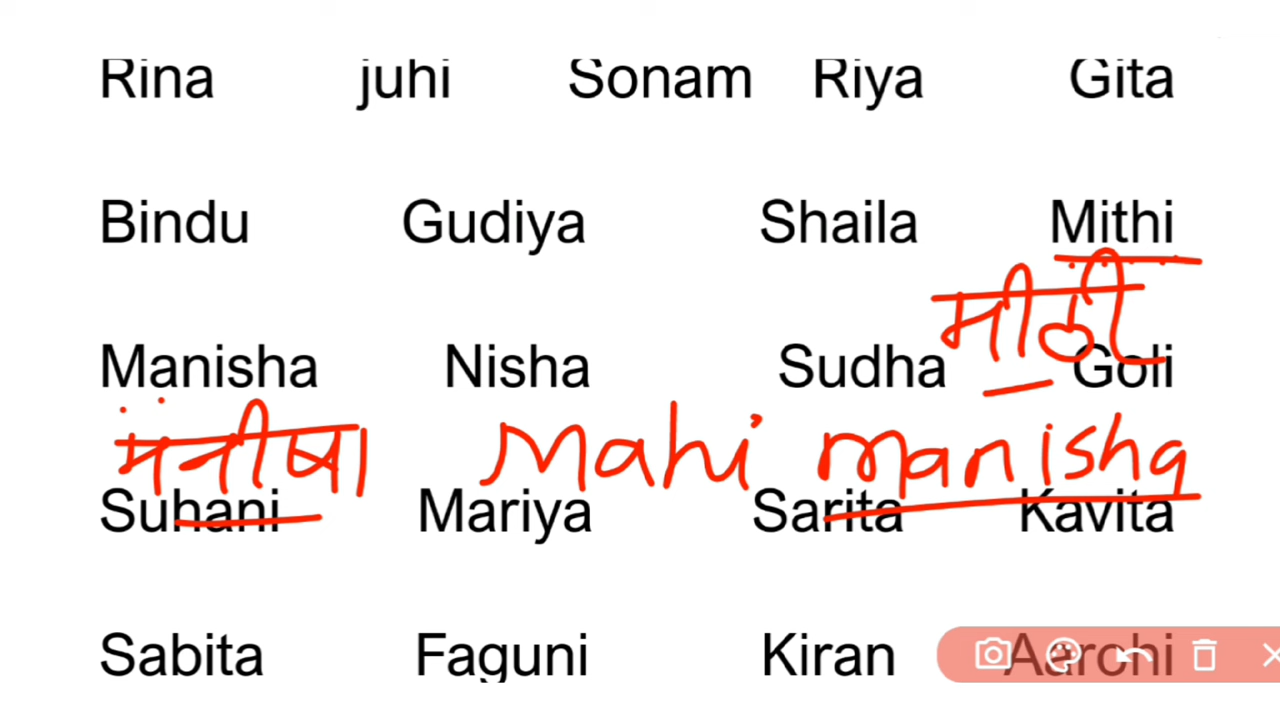 Rina juhi Sonam Riya Gita
Bindu Gudiya Shaila Mithi
मीठी
Manisha Nisha Sudha Goli
मनीषा Mahi manisha
Suhani Mariya Sarita Kavita
Sabita Faguni Kiran Aarohi